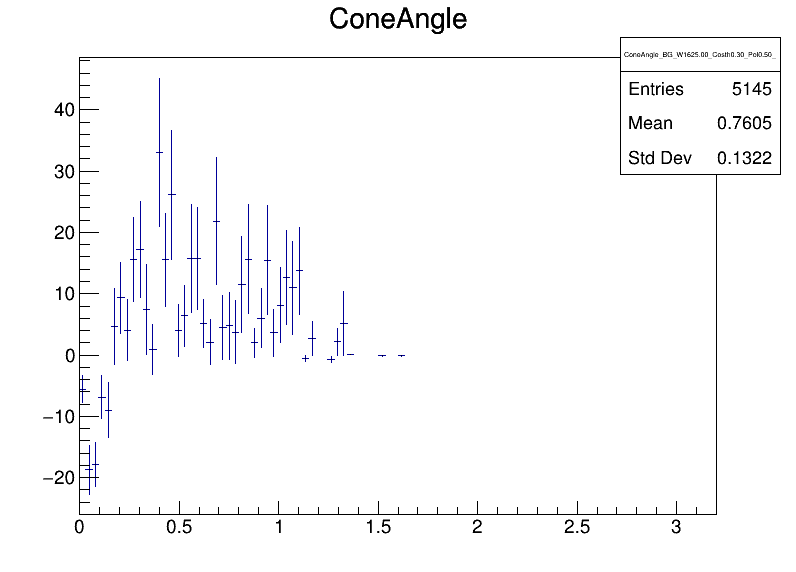 ConeAngle
ConeAngle_BG_W1625.00_Costh0.30_Pol0.50_
Entries 5145
Mean 0.7605
Std Dev 0.1322
40
30
20
10
0
−10
−20
0 0.5 1 1.5 2 2.5 3